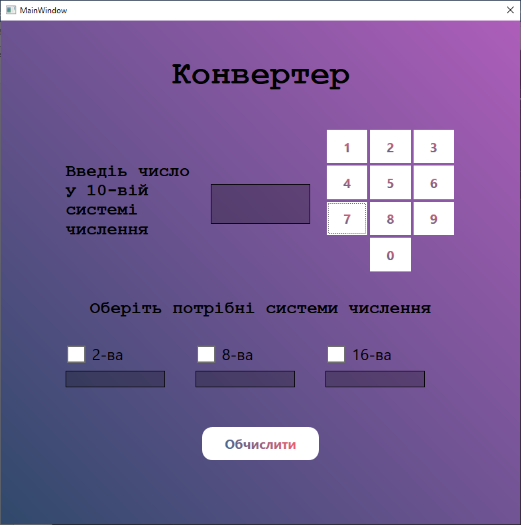 MainWindow
Конвертер
Введіь число
у 10-вій
системі
числення
1 2 3
4 5 6
7 8 9
0
Оберіть потрібні системи числення
2-ва 8-ва 16-ва
Обчислити